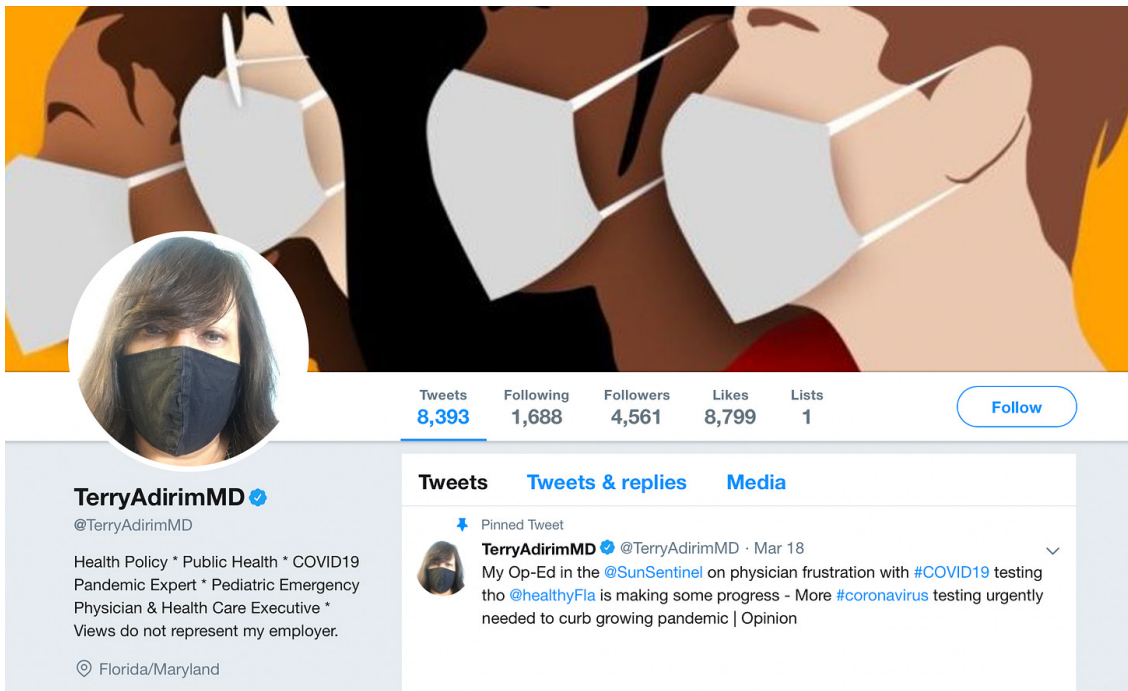 Tweets Following Followers Likes Lists
8,393 1,688 4,561 8,799 1
Follow
TerryAdirimMD
@TerryAdirimMD
Health Policy * Public Health * COVID19
Pandemic Expert * Pediatric Emergency
Physician & Health Care Executive *
Views do not represent my employer.
Florida/Maryland
Tweets Tweets & replies Media
Pinned Tweet
TerryAdirimMD @TerryAdirimMD · Mar 18
My Op-Ed in the @SunSentinel on physician frustration with #COVID19 testing
tho @healthyFla is making some progress - More #coronavirus testing urgently
needed to curb growing pandemic | Opinion